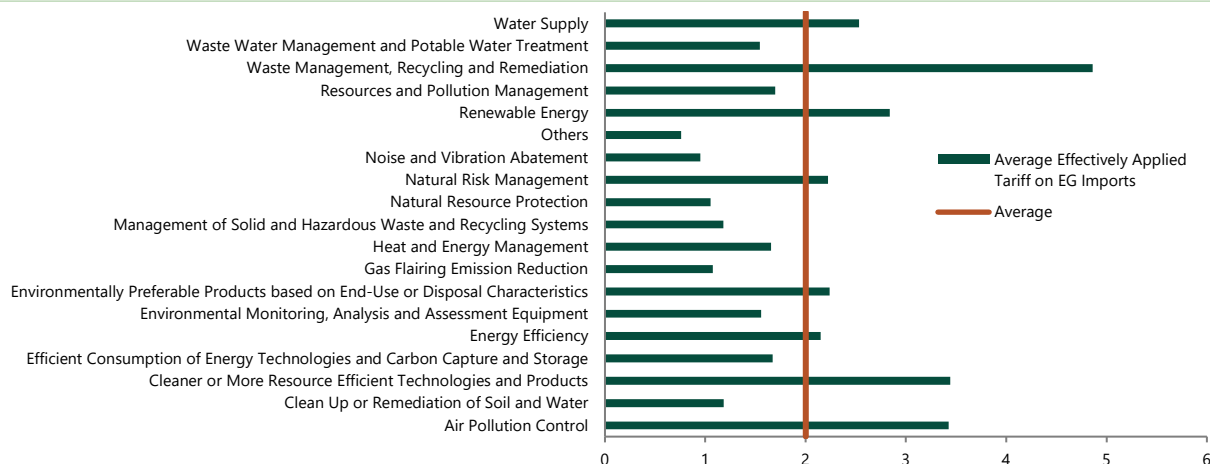 Water Supply
Waste Water Management and Potable Water Treatment
Waste Management, Recycling and Remediation
Resources and Pollution Management
Renewable Energy
Others
Noise and Vibration Abatement
Natural Risk Management
Natural Resource Protection
Management of Solid and Hazardous Waste and Recycling Systems
Heat and Energy Management
Gas Flairing Emission Reduction
Environmentally Preferable Products based on End-Use or Disposal Characteristics
Environmental Monitoring, Analysis and Assessment Equipment
Energy Efficiency
Efficient Consumption of Energy Technologies and Carbon Capture and Storage
Cleaner or More Resource Efficient Technologies and Products
Clean Up or Remediation of Soil and Water
Air Pollution Control
0 1 2 3 4 5 6
Average Effectively Applied
Tariff on EG Imports
Average